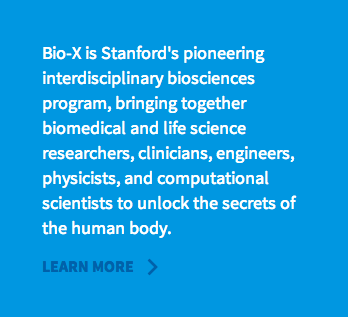 Bio-X is Stanford's pioneering
interdisciplinary biosciences
program, bringing together
biomedical and life science
researchers, clinicians, engineers,
physicists, and computational
scientists to unlock the secrets of
the human body.
LEARN MORE